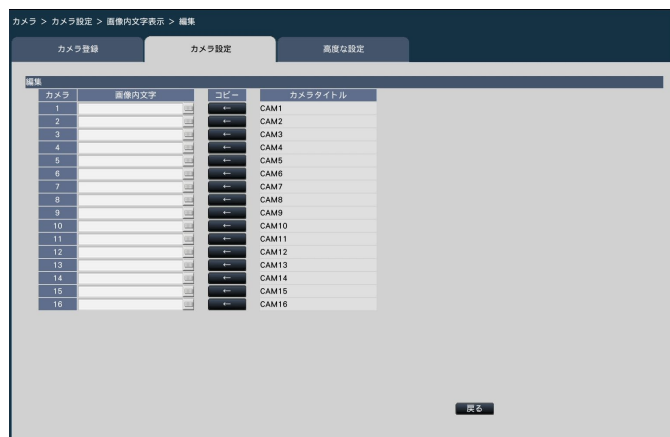 カメラ > カメラ設定 > 画像内文字表示 > 編集
カメラ登録 カメラ設定 高度な設定
編集
カメラ 画像内文字 コピー カメラタイトル
1 ← CAM1
2 ← CAM2
3 ← CAM3
4 ← CAM4
5 ← CAM5
6 ← CAM6
7 ← CAM7
8 ← CAM8
9 ← CAM9
10 ← CAM10
11 ← CAM11
12 ← CAM12
13 ← CAM13
14 ← CAM14
15 ← CAM15
16 ← CAM16
戻る